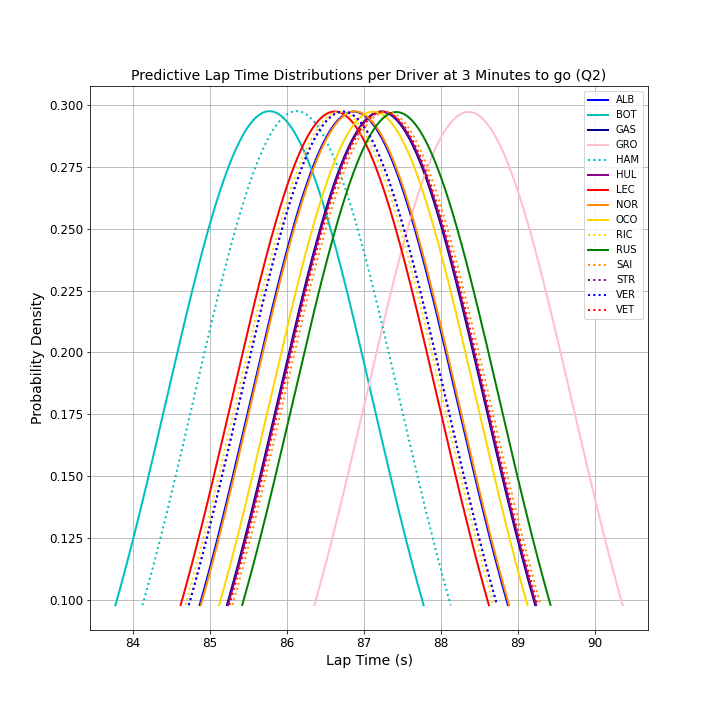 Predictive Lap Time Distributions per Driver at 3 Minutes to go (Q2)
0.300
0.275
0.250
0.225
0.200
0.175
0.150
0.125
0.100
Probability Density
84 85 86 87 88 89 90
Lap Time (s)
ALB
BOT
GAS
GRO
HAM
HUL
LEC
NOR
OCO
RIC
RUS
SAI
STR
VER
VET